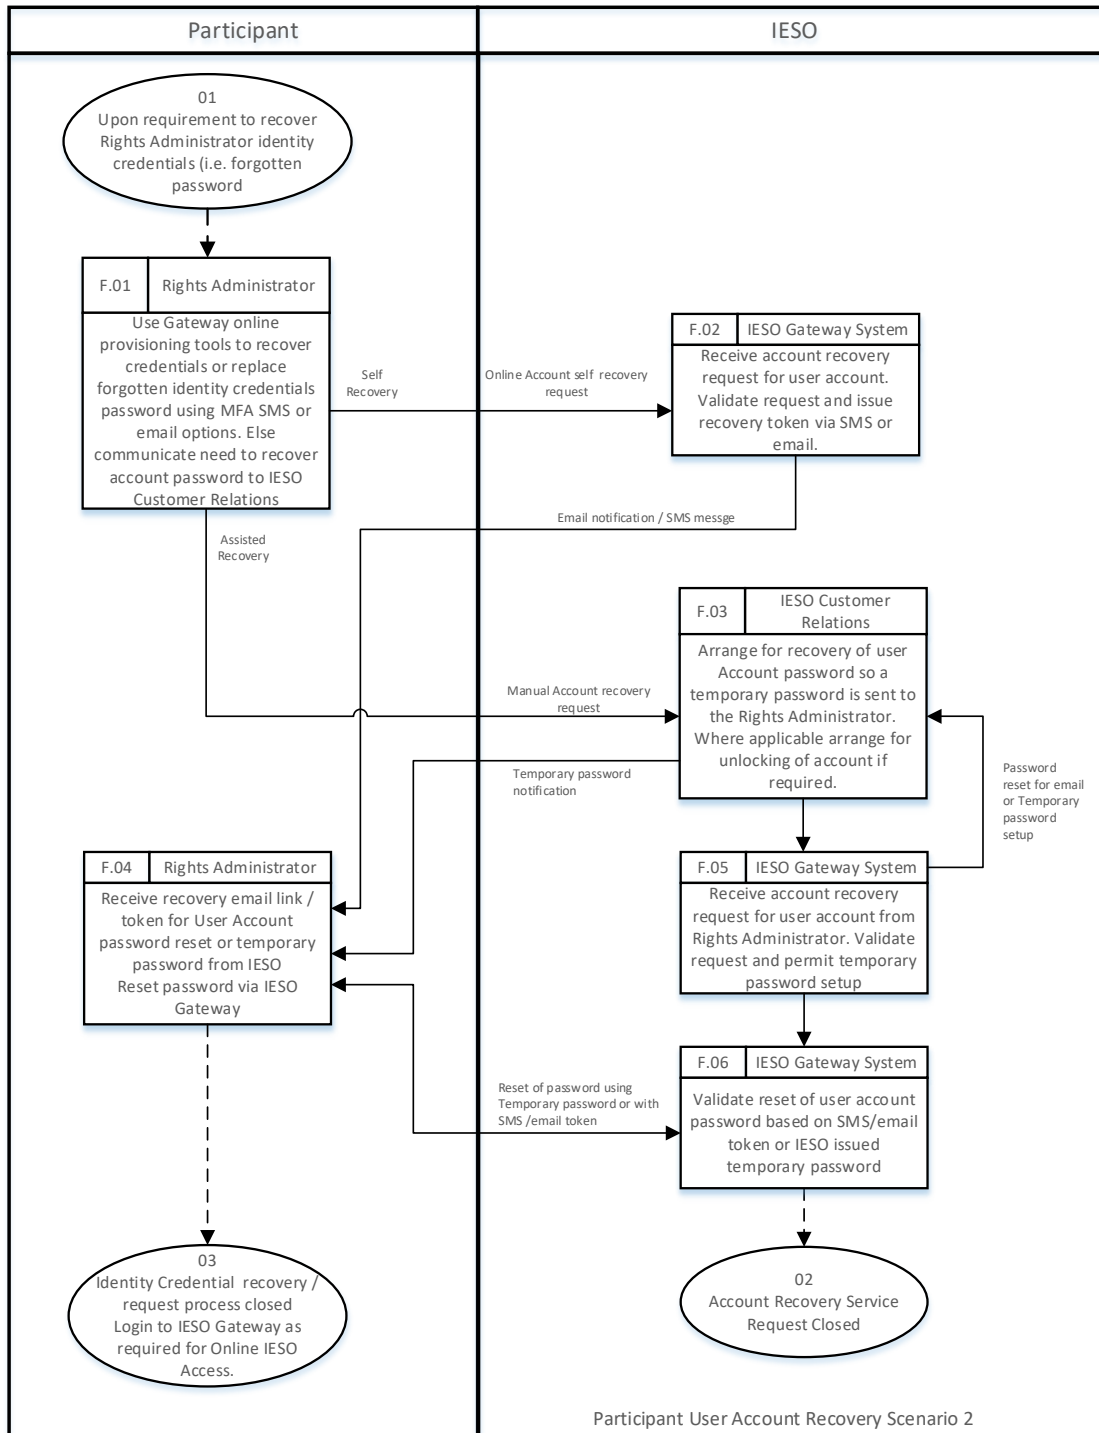 Participant
IESO
01
Upon requirement to recover
Rights Administrator identity
credentials (i.e. forgotten
password
F.01
Rights Administrator
Use Gateway online
provisioning tools to recover
credentials or replace
forgotten identity credentials
password using MFA SMS or
email options. Else
communicate need to recover
account password to IESO
Customer Relations
Self
Recovery
Online Account self recovery
request
F.02
IESO Gateway System
Receive account recovery
request for user account.
Validate request and issue
recovery token via SMS or
email.
Email notification / SMS messge
Assisted
Recovery
F.03
IESO Customer
Relations
Arrange for recovery of user
Account password so a
temporary password is sent to
the Rights Administrator.
Where applicable arrange for
unlocking of account if
required.
Manual Account recovery
request
Temporary password
notification
Password
reset for email
or Temporary
password
setup
F.04
Rights Administrator
Receive recovery email link /
token for User Account
password reset or temporary
password from IESO
Reset password via IESO
Gateway
F.05
IESO Gateway System
Receive account recovery
request for user account from
Rights Administrator. Validate
request and permit temporary
password setup
F.06
IESO Gateway System
Validate reset of user account
password based on SMS/email
token or IESO issued
temporary password
Reset of password using
Temporary password or with
SMS /email token
03
Identity Credential recovery /
request process closed
Login to IESO Gateway as
required for Online IESO
Access.
02
Account Recovery Service
Request Closed
Participant User Account Recovery Scenario 2